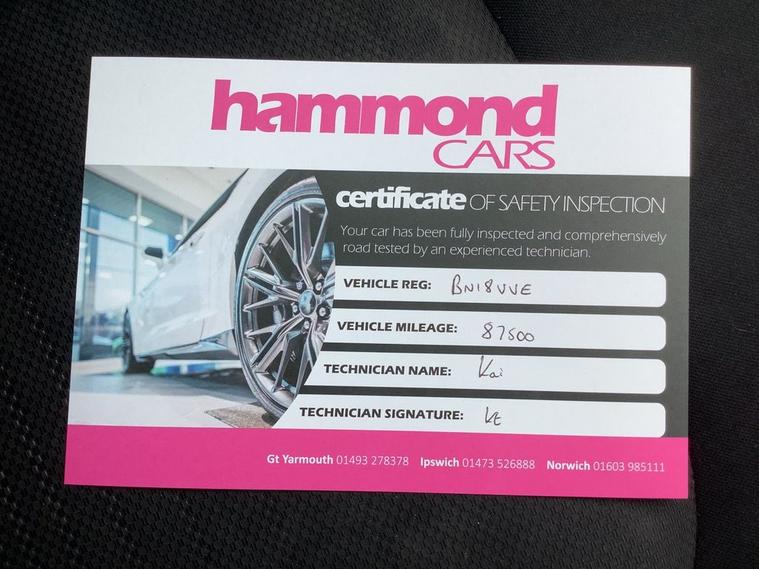 hammond
CARS
certificate OF SAFETY INSPECTION
Your car has been fully inspected and comprehensively
road tested by an experienced technician.
VEHICLE REG: BN18VVE
VEHICLE MILEAGE: 87500
TECHNICIAN NAME: Kai
TECHNICIAN SIGNATURE: KE
Gt Yarmouth 01493 278378 Ipswich 01473 526888 Norwich 01603 985111